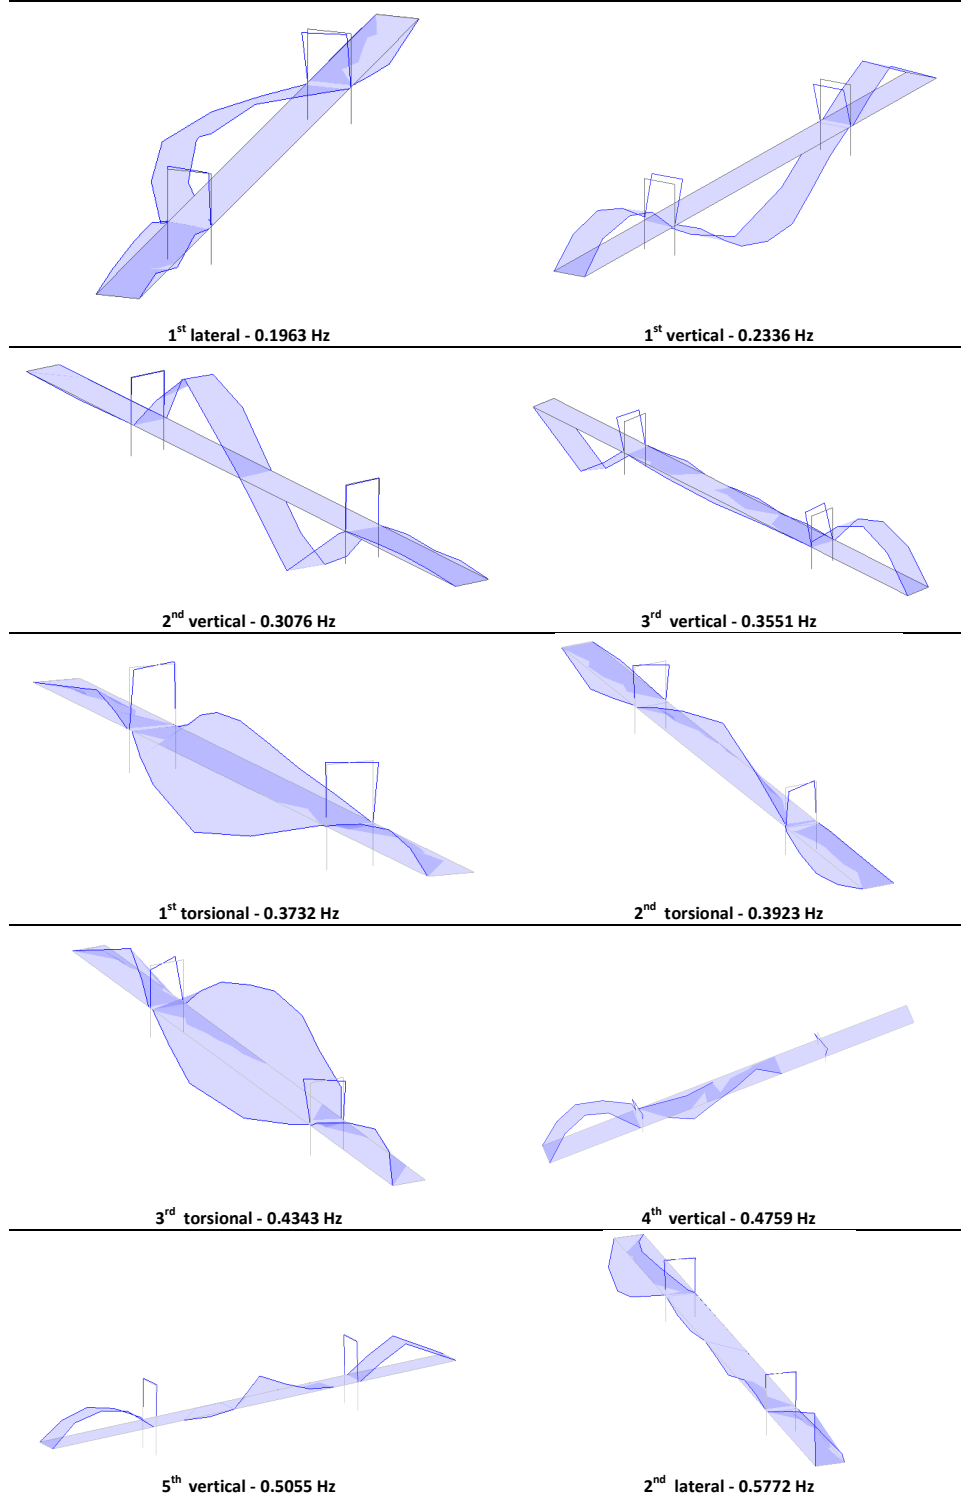 1st lateral - 0.1963 Hz
1st vertical - 0.2336 Hz
2nd vertical - 0.3076 Hz
3rd vertical - 0.3551 Hz
1st torsional - 0.3732 Hz
2nd torsional - 0.3923 Hz
3rd torsional - 0.4343 Hz
4th vertical - 0.4759 Hz
5th vertical - 0.5055 Hz
2nd lateral - 0.5772 Hz